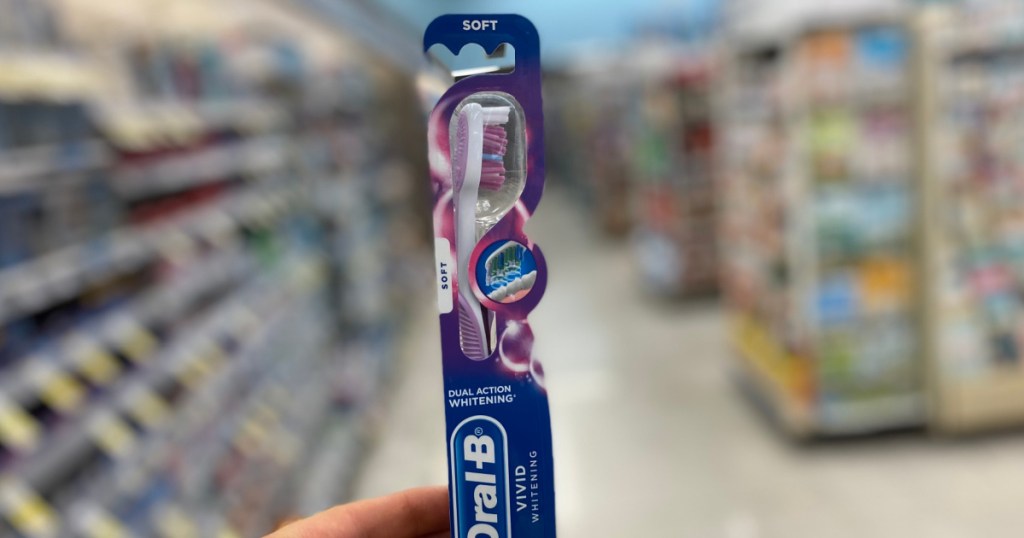 SOFT
SOFT
DUAL ACTION
WHITENING*
Oral-B®
VIVID
WHITENING